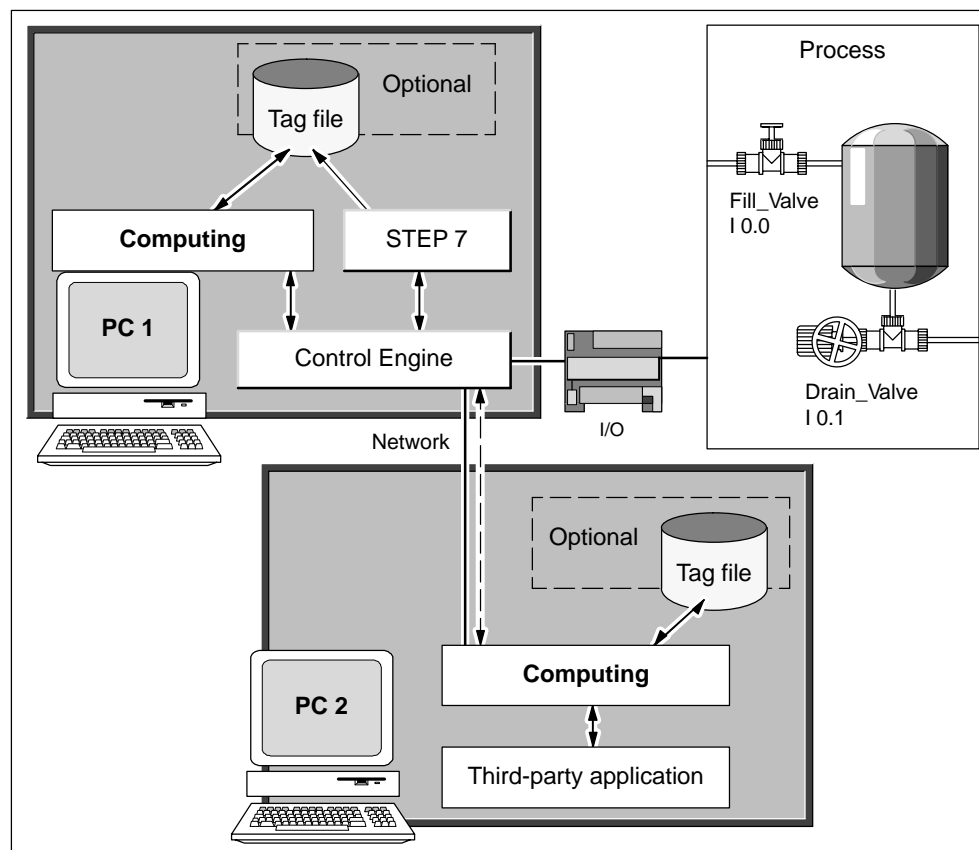 Process
Optional
Tag file
Fill_Valve
I 0.0
Computing
STEP 7
PC 1
Control Engine
Drain_Valve
I 0.1
I/O
Network
Optional
Tag file
Computing
PC 2
Third-party application